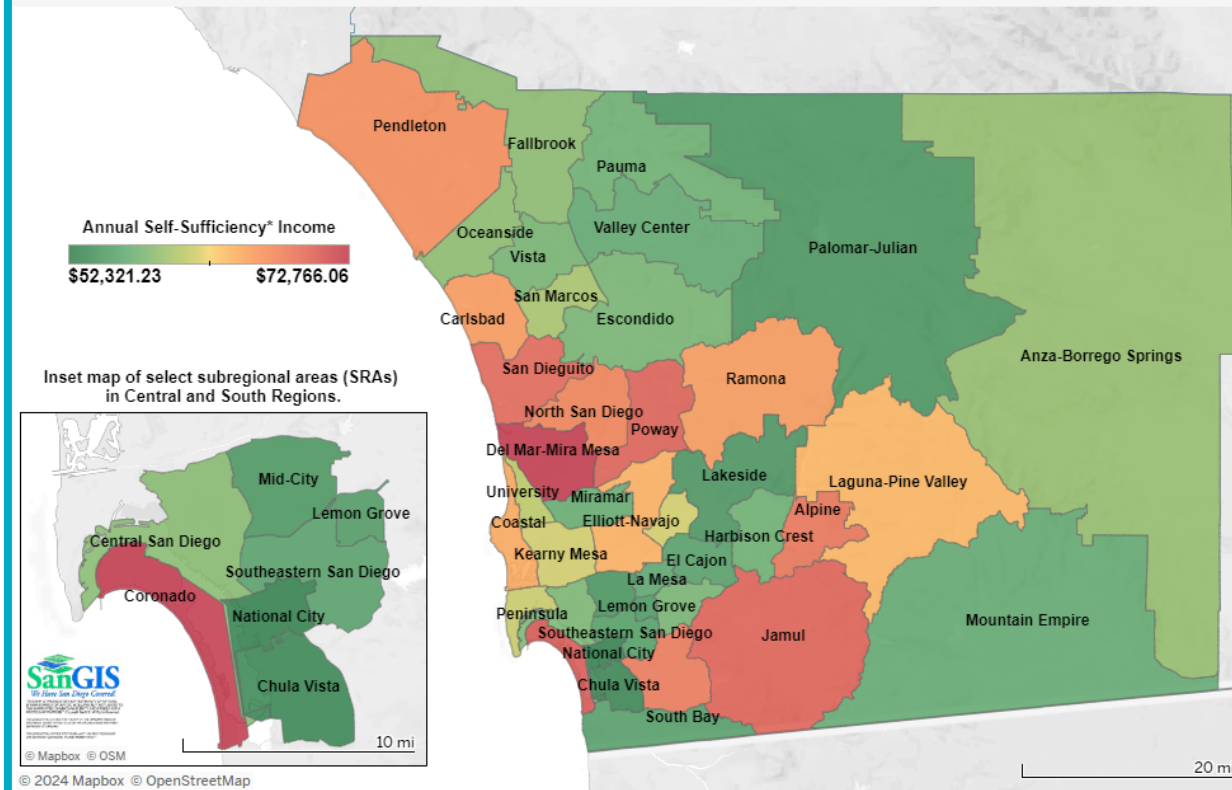 Pendleton
Fallbrook
Pauma
Oceanside
Valley Center
Vista
Palomar-Julian
Annual Self-Sufficiency* Income
$52,321.23
$72,766.06
San Marcos
Carlsbad
Escondido
Anza-Borrego Springs
San Dieguito
Ramona
North San Diego
Poway
Del Mar-Mira Mesa
Lakeside
Laguna-Pine Valley
University
Miramar
Alpine
Coastal
Elliott-Navajo
Harbison Crest
Kearny Mesa
El Cajon
La Mesa
Peninsula
Lemon Grove
Southeastern San Diego
Jamul
Mountain Empire
National City
Chula Vista
South Bay
Inset map of select subregional areas (SRAs)
in Central and South Regions.
Mid-City
Lemon Grove
Central San Diego
Southeastern San Diego
Coronado
National City
Chula Vista
SanGIS
We Have San Diego Covered!
10 mi
© Mapbox © OSM
© 2024 Mapbox © OpenStreetMap
20 mi